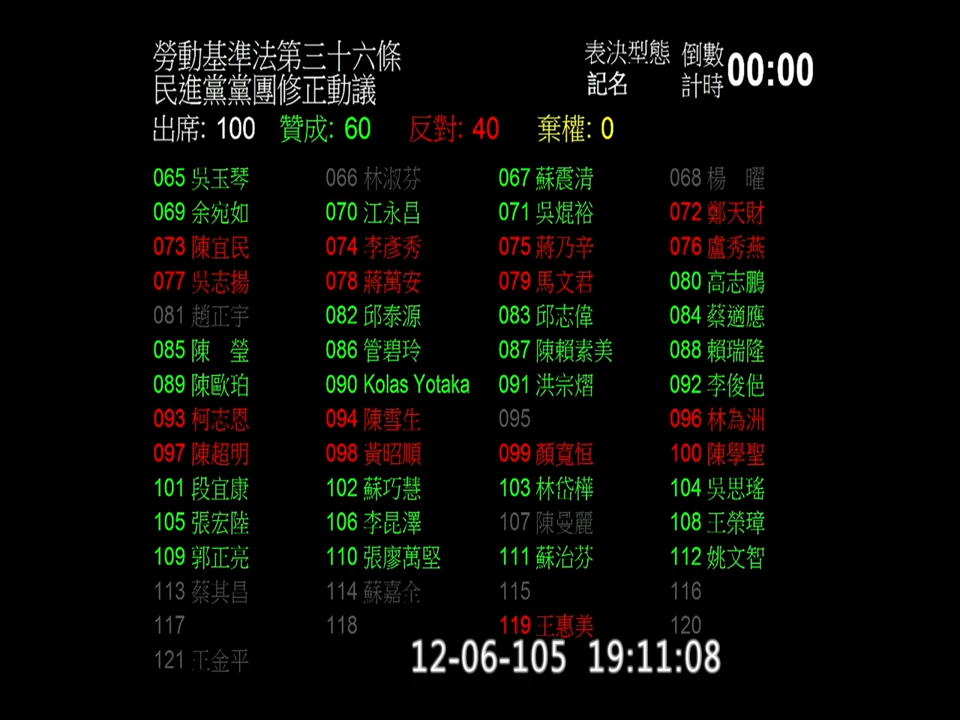 勞動基準法第三十六條
民進黨黨團修正動議
表決型態 倒數 00:00
記名 計時
出席: 100 贊成: 60 反對: 40 棄權: 0
065 吳玉琴 066 林淑芬 067 蘇震清 068 楊 曜
069 余宛如 070 江永昌 071 吳焜裕 072 鄭天財
073 陳宜民 074 李彥秀 075 蔣乃辛 076 盧秀燕
077 吳志揚 078 蔣萬安 079 馬文君 080 高志鵬
081 趙正宇 082 邱泰源 083 邱志偉 084 蔡適應
085 陳 瑩 086 管碧玲 087 陳賴素美 088 賴瑞隆
089 陳歐珀 090 Kolas Yotaka 091 洪宗熠 092 李俊俋
093 柯志恩 094 陳雪生 095 096 林為洲
097 陳超明 098 黃昭順 099 顏寬恒 100 陳學聖
101 段宜康 102 蘇巧慧 103 林岱樺 104 吳思瑤
105 張宏陸 106 李昆澤 107 陳曼麗 108 王榮璋
109 郭正亮 110 張廖萬堅 111 蘇治芬 112 姚文智
113 蔡其昌 114 蘇嘉全 115 116
117 118 119 王惠美 120
121 王金平
12-06-105 19:11:08